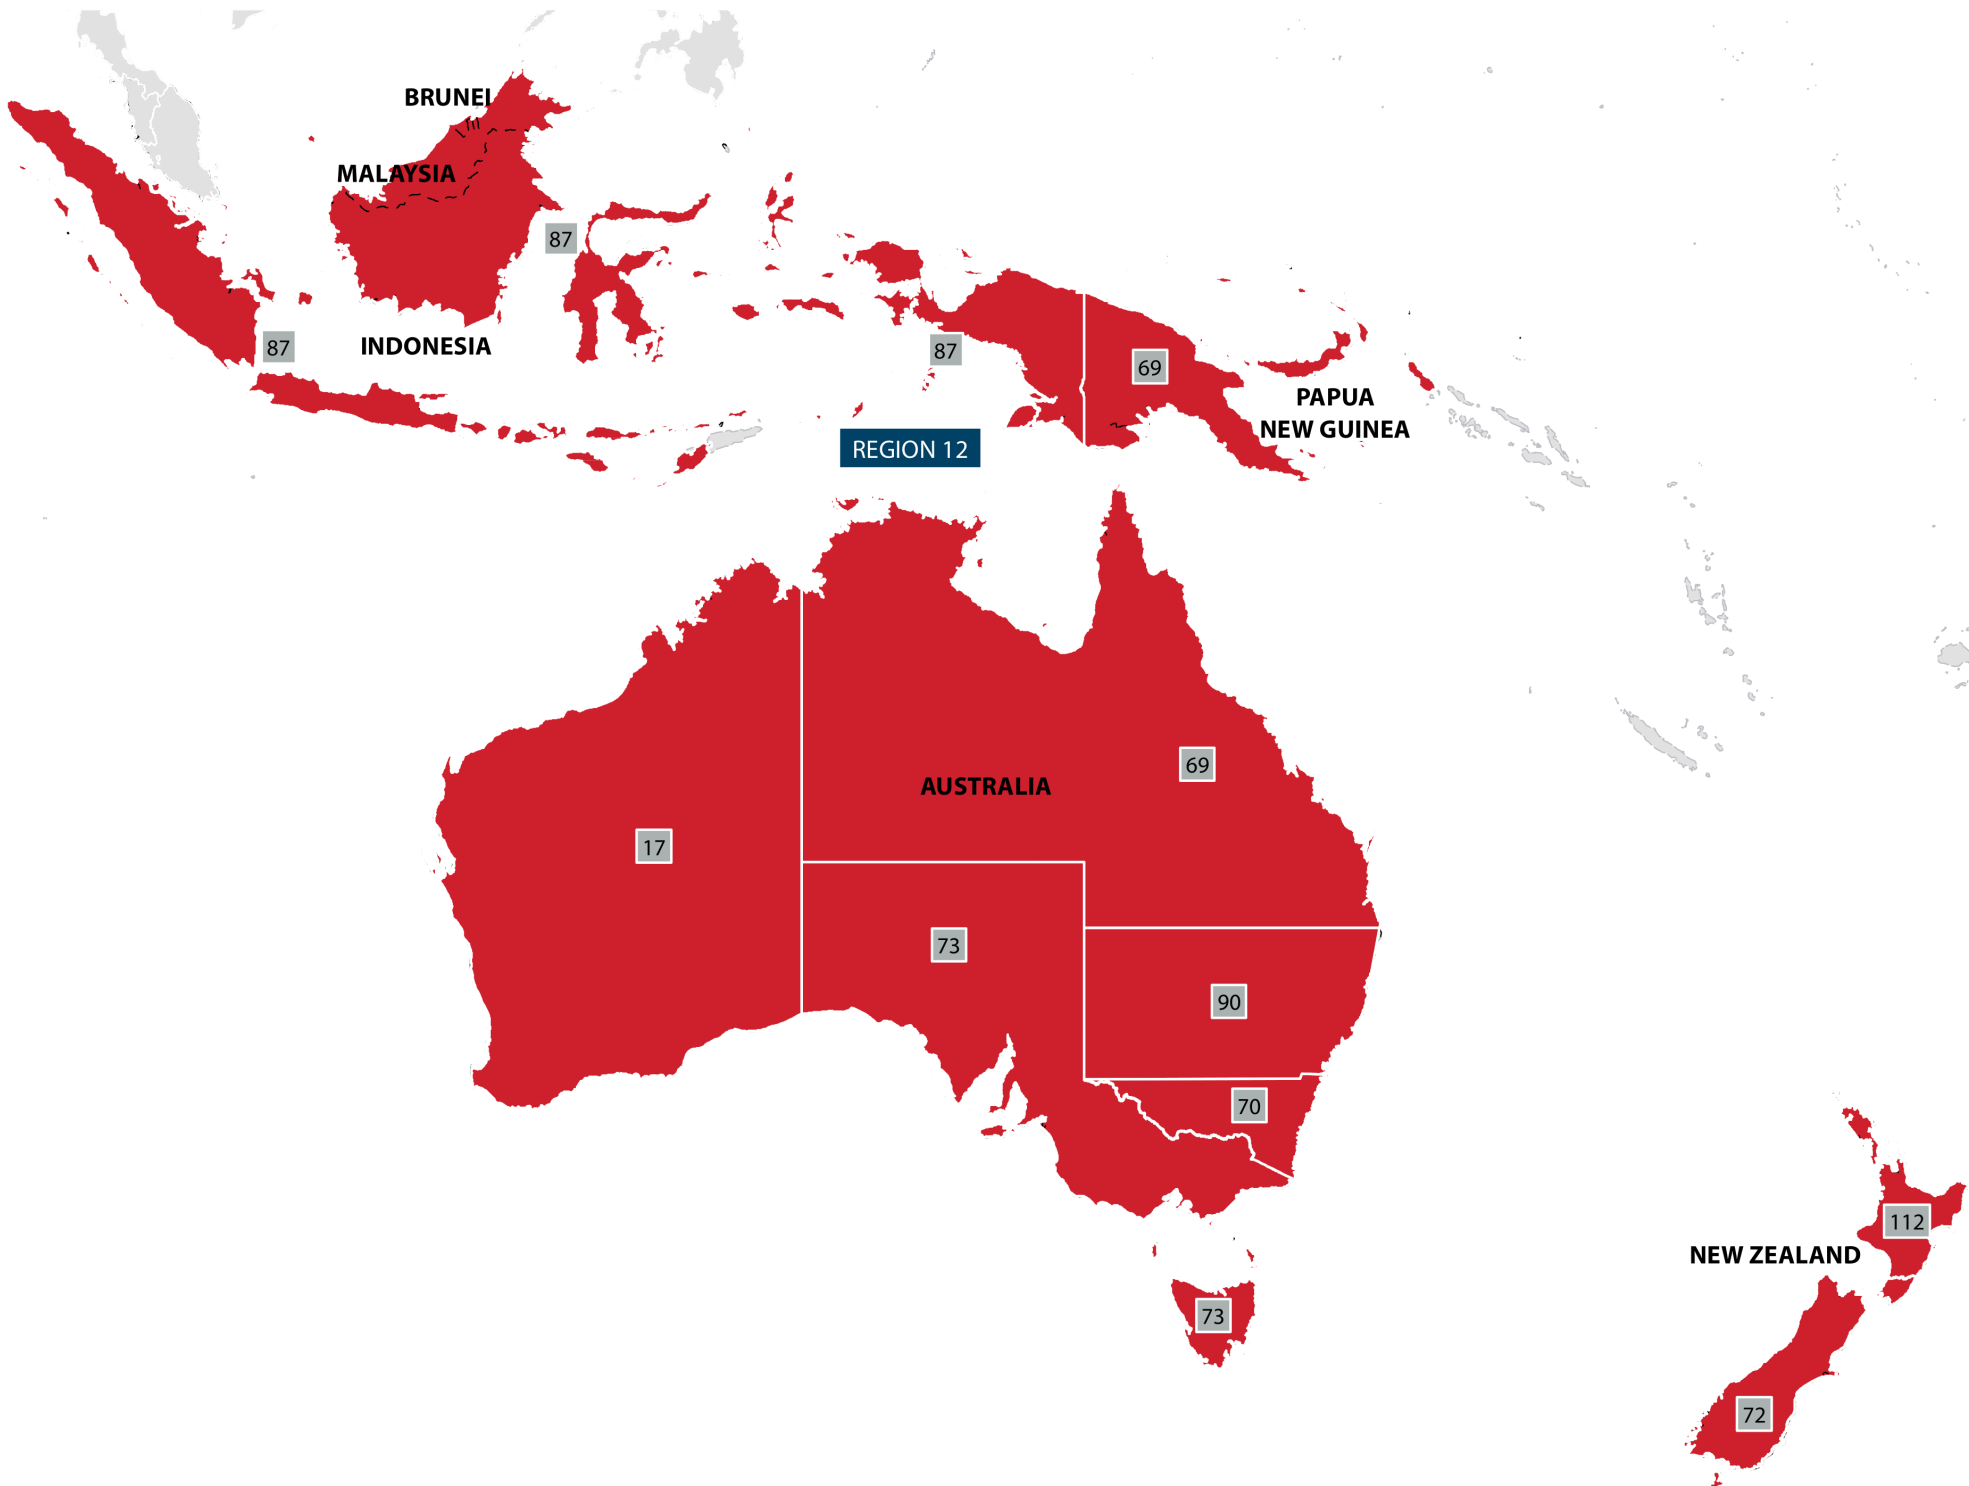 BRUNEI
MALAYSIA
87
87
INDONESIA
87
69
PAPUA
NEW GUINEA
REGION 12
69
AUSTRALIA
17
73
90
70
112
NEW ZEALAND
73
72